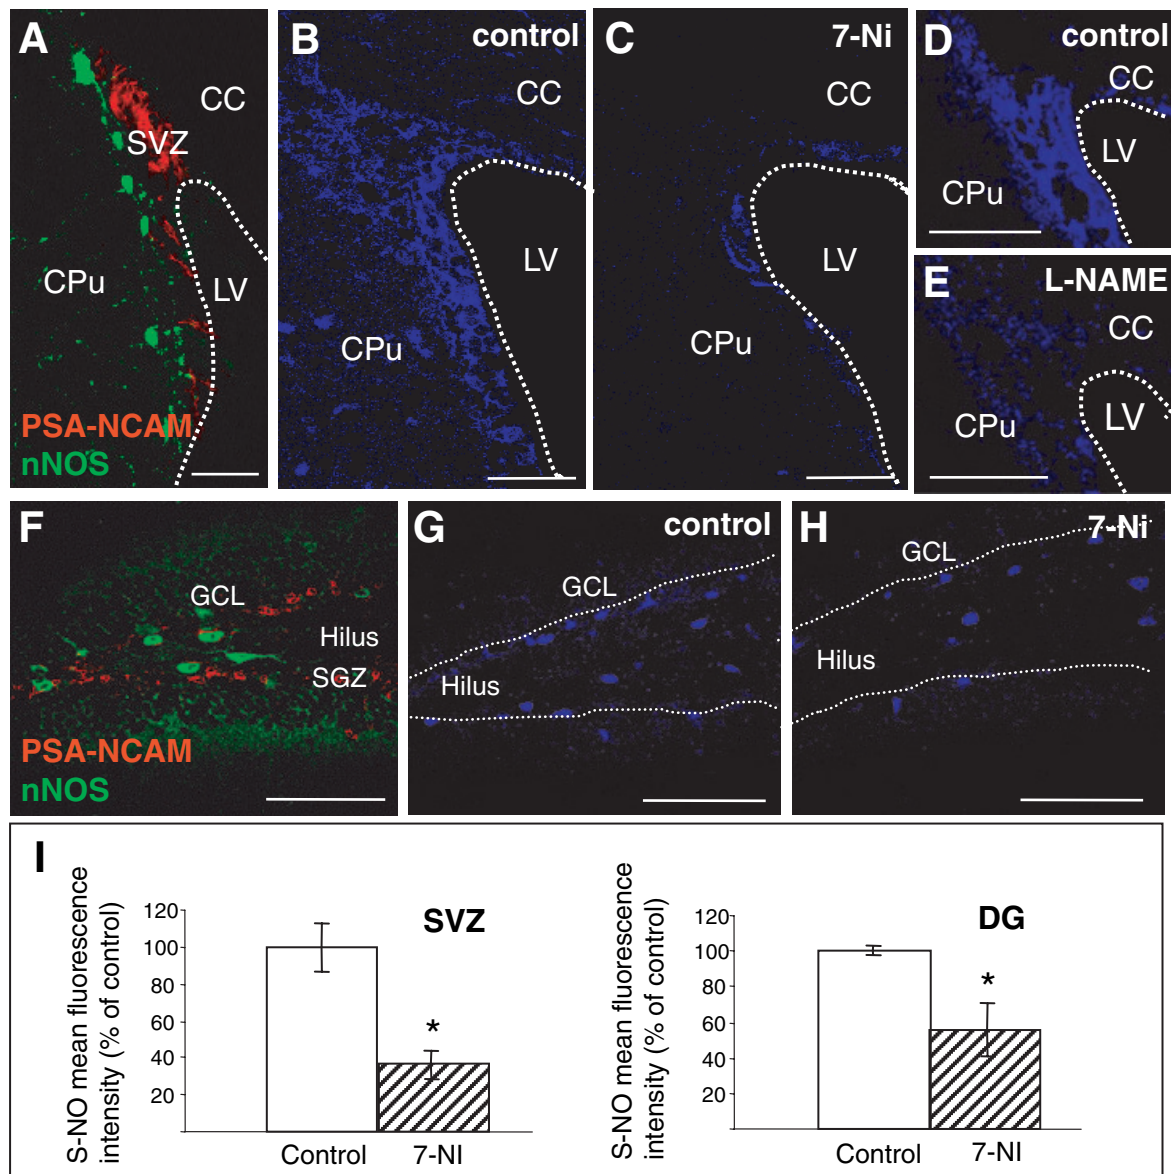 A
CC
SVZ
CPu
LV
PSA-NCAM
nNOS
B
control
CC
LV
CPu
C
7-Ni
CC
LV
CPu
D
control
CC
LV
CPu
E
L-NAME
CC
LV
CPu
F
GCL
Hilus
SGZ
PSA-NCAM
nNOS
G
control
GCL
Hilus
H
7-Ni
GCL
Hilus
I
S-NO mean fluorescence
intensity (% of control)
120
100
80
60
40
20
SVZ
*
Control
7-NI
S-NO mean fluorescence
intensity (% of control)
120
100
80
60
40
20
DG
*
Control
7-NI